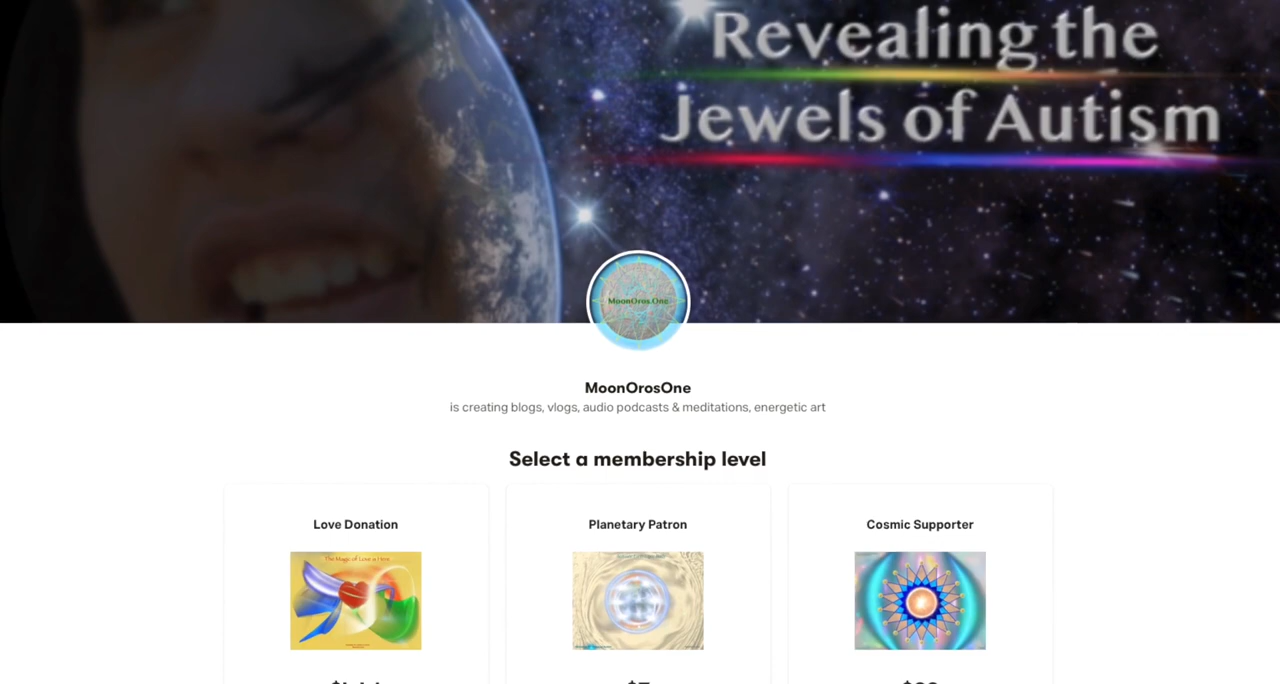 Revealing the
Jewels of Autism
MoonOros.One
MoonOrosOne
is creating blogs, vlogs, audio podcasts & meditations, energetic art
Select a membership level
Love Donation
Planetary Patron
Cosmic Supporter
The Magic of Love is Here